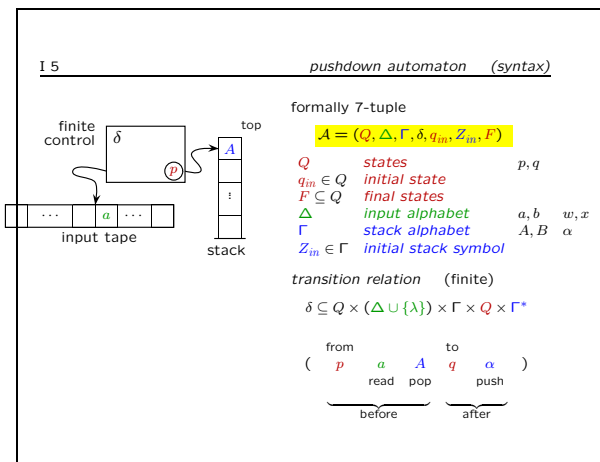 I 5 pushdown automaton (syntax)
finite
control
δ
p
top
A
⋮
stack
⋯ a ⋯
input tape
formally 7-tuple
𝒜 = (Q, Δ, Γ, δ, q_in, Z_in, F)
Q states p, q
q_in ∈ Q initial state
F ⊆ Q final states
Δ input alphabet a, b w, x
Γ stack alphabet A, B α
Z_in ∈ Γ initial stack symbol
transition relation (finite)
δ ⊆ Q × (Δ ∪ {λ}) × Γ × Q × Γ*
from to
( p a A q α )
read pop push
before after